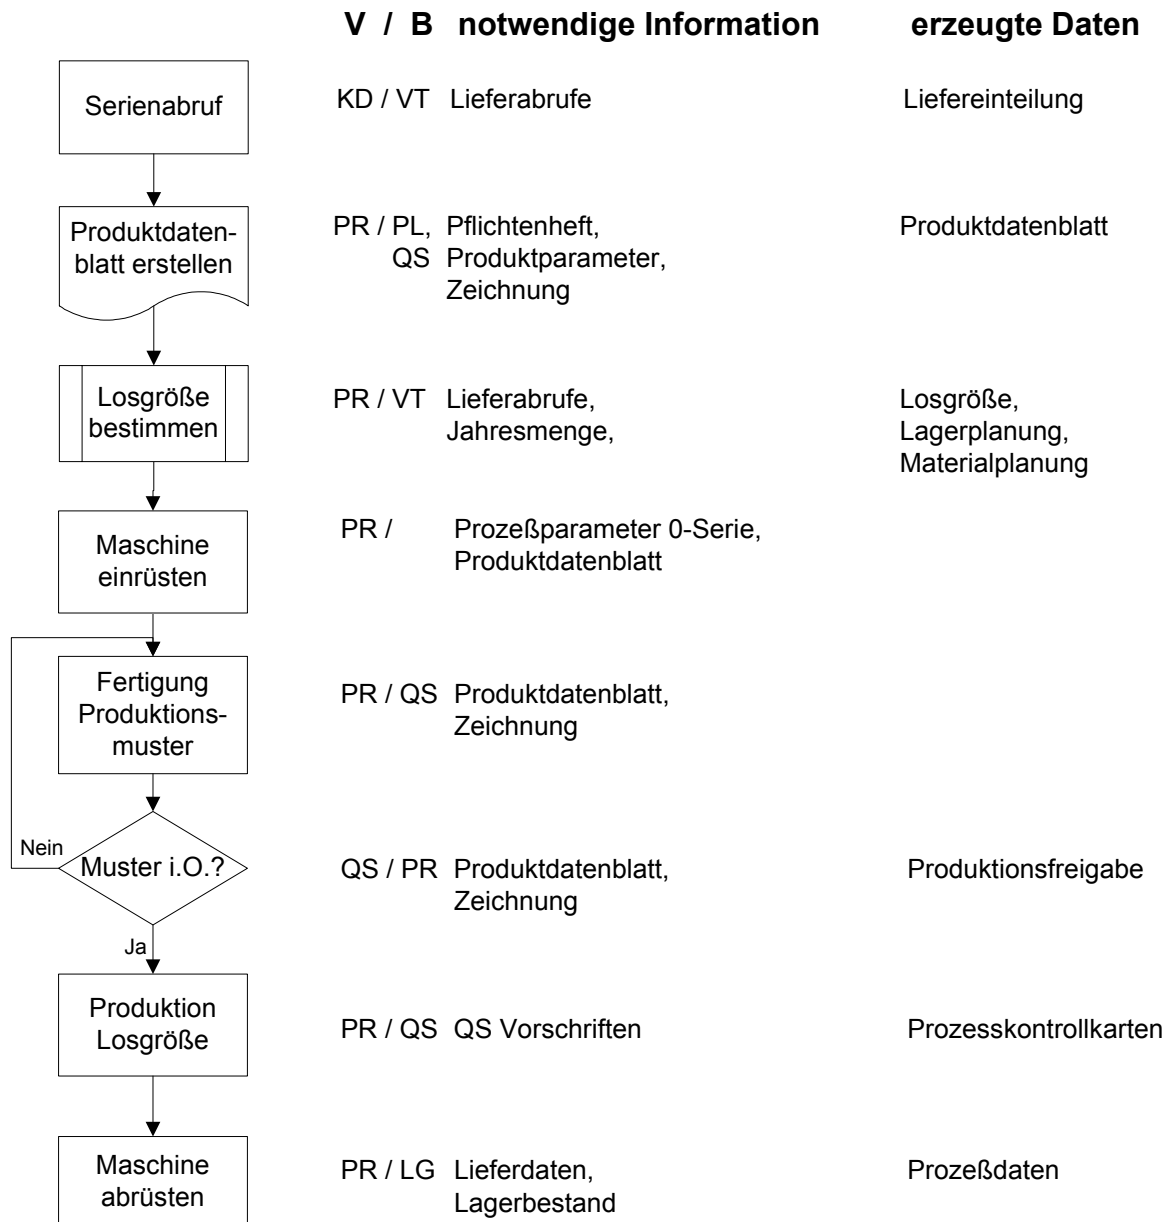 V / B notwendige Information erzeugte Daten
Serienabruf
KD / VT Lieferabrufe
Liefereinteilung
Produktdaten-
blatt erstellen
PR / PL, Pflichtenheft,
QS Produktparameter,
Zeichnung
Produktdatenblatt
Losgröße
bestimmen
PR / VT Lieferabrufe,
Jahresmenge,
Losgröße,
Lagerplanung,
Materialplanung
Maschine
einrüsten
PR / Prozeßparameter 0-Serie,
Produktdatenblatt
Fertigung
Produktions-
muster
PR / QS Produktdatenblatt,
Zeichnung
Nein
Muster i.O.?
QS / PR Produktdatenblatt,
Zeichnung
Produktionsfreigabe
Ja
Produktion
Losgröße
PR / QS QS Vorschriften
Prozesskontrollkarten
Maschine
abrüsten
PR / LG Lieferdaten,
Lagerbestand
Prozeßdaten